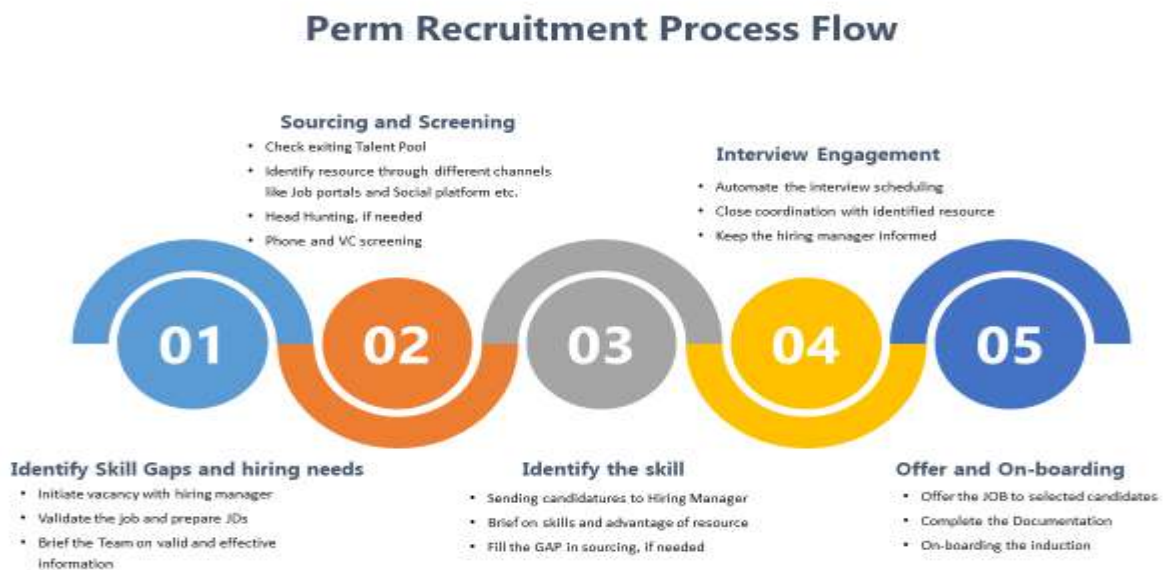 Perm Recruitment Process Flow
Sourcing and Screening
• Check exiting Talent Pool
• Identify resource through different channels
like Job portals and Social platform etc.
• Head Hunting, if needed
• Phone and VC screening
Interview Engagement
• Automate the interview scheduling
• Close coordination with identified resource
• Keep the hiring manager informed
01
02
03
04
05
Identify Skill Gaps and hiring needs
• Initiate vacancy with hiring manager
• Validate the job and prepare JDs
• Brief the Team on valid and effective
information
Identify the skill
• Sending candidatures to Hiring Manager
• Brief on skills and advantage of resource
• Fill the GAP in sourcing, if needed
Offer and On-boarding
• Offer the JOB to selected candidates
• Complete the Documentation
• On-boarding the induction